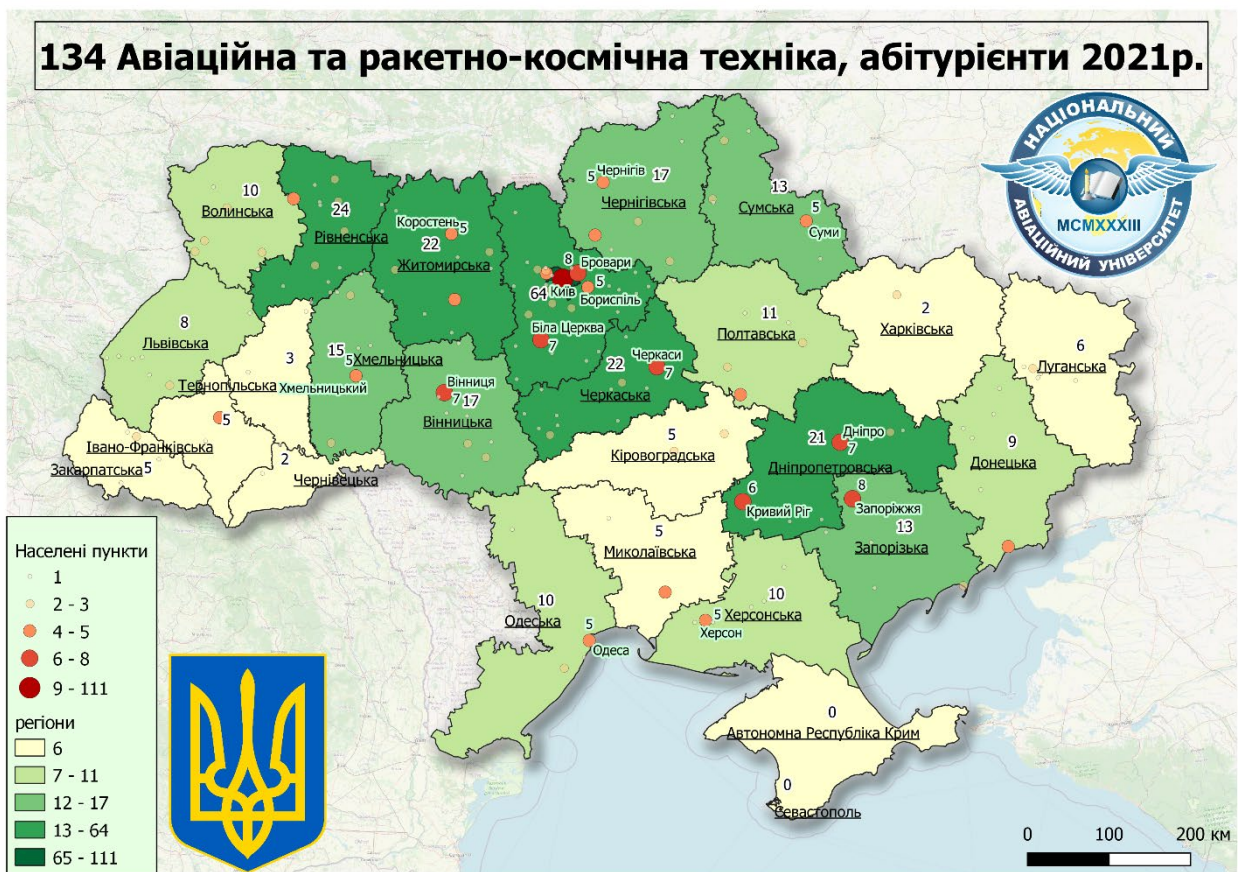 134 Авіаційна та ракетно-космічна техніка, абітурієнти 2021р.
НАЦІОНАЛЬНИЙ
АВІАЦІЙНИЙ УНІВЕРСИТЕТ
MCMXXXIII
10
Волинська
24
Рівненська
Коростень 5
22
Житомирська
5 Чернігів 17
Чернігівська
13
Сумська
5
Суми
8
Бровари
Київ
64
5
Бориспіль
Біла Церква
7
8
Львівська
3
Тернопільська
15
5 Хмельницька
Хмельницький
Вінниця
7 17
Вінницька
22
Черкаси
7
Черкаська
11
Полтавська
2
Харківська
6
Луганська
5
Івано-Франківська
Закарпатська
5
2
Чернівецька
5
Кіровоградська
21
Дніпро
7
Дніпропетровська
9
Донецька
6
Кривий Ріг
8
Запоріжжя
13
Запорізька
5
Миколаївська
10
Одеська
5
Одеса
10
5 Херсонська
Херсон
0
Автономна Республіка Крим
0
Севастополь
Населені пункти
1
2 - 3
4 - 5
6 - 8
9 - 111
регіони
6
7 - 11
12 - 17
13 - 64
65 - 111
0 100 200 км